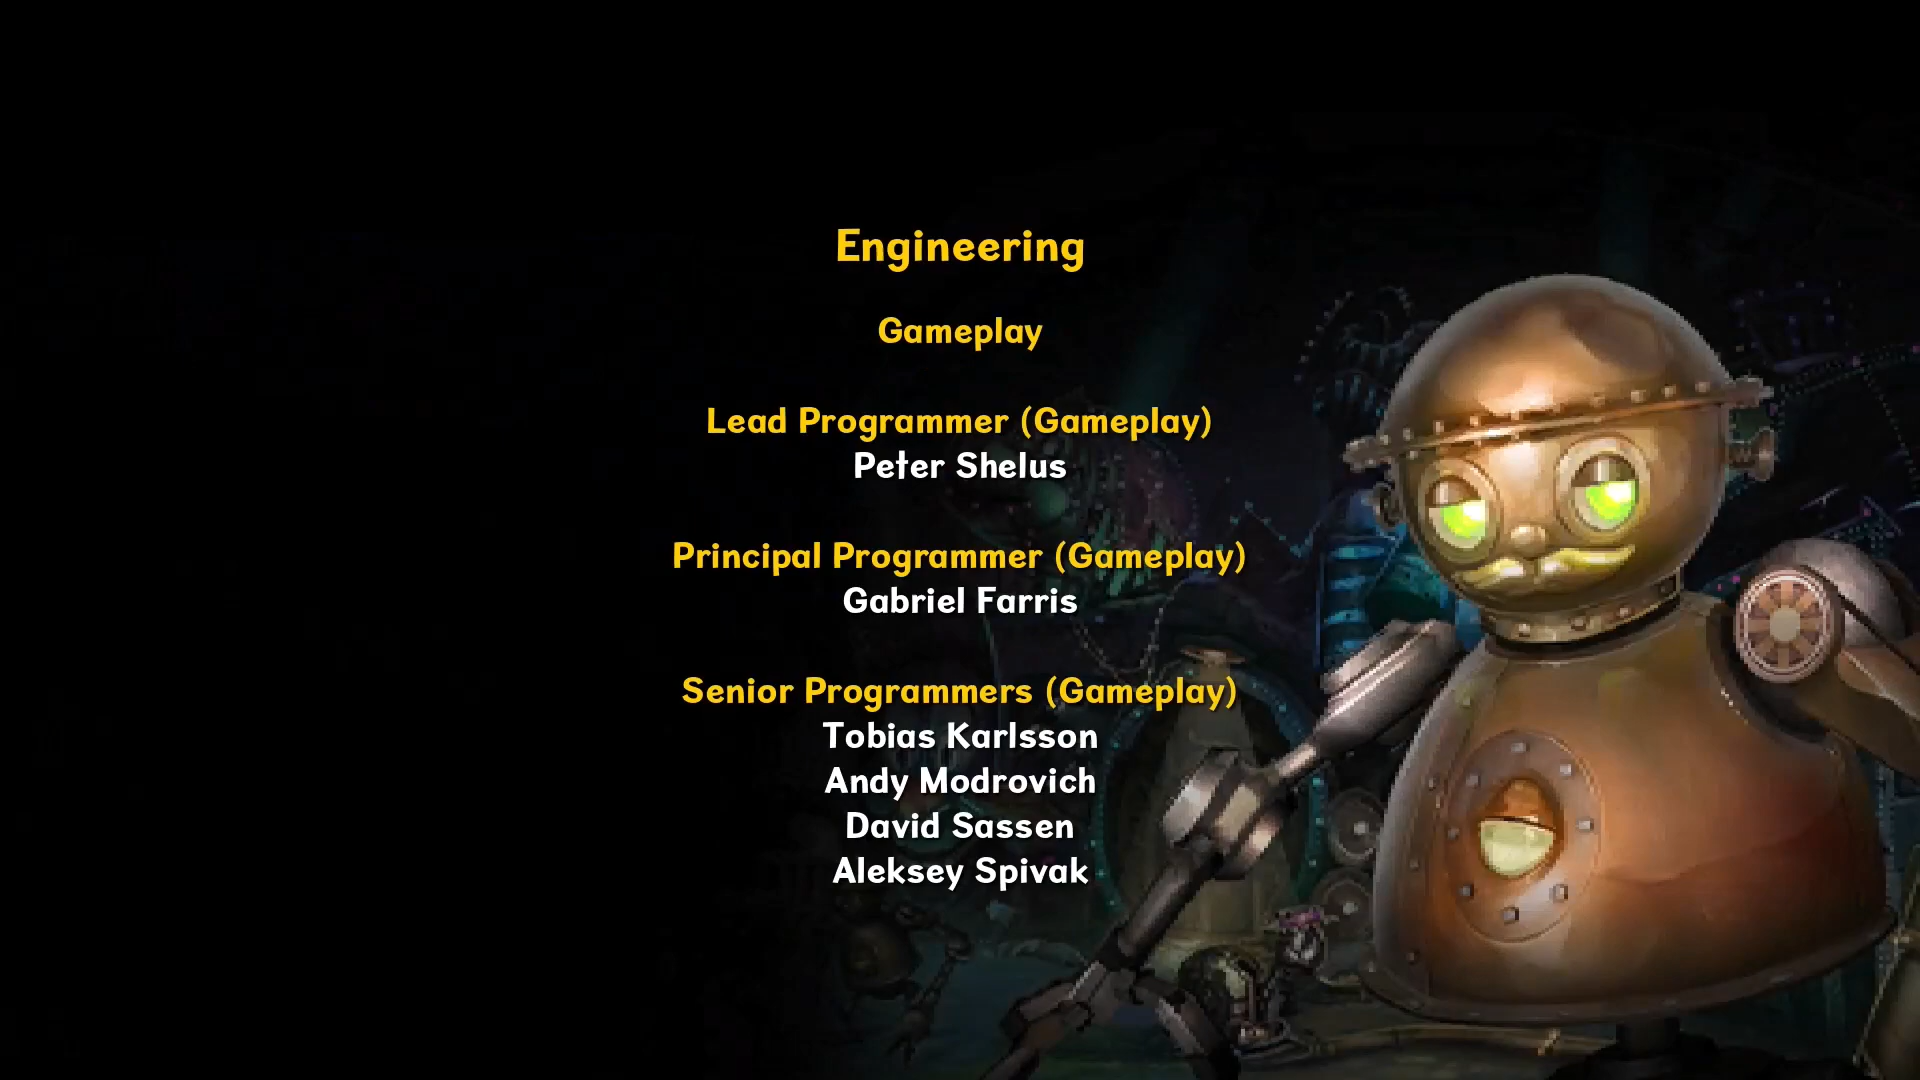 Engineering
Gameplay
Lead Programmer (Gameplay)
Peter Shelus
Principal Programmer (Gameplay)
Gabriel Farris
Senior Programmers (Gameplay)
Tobias Karlsson
Andy Modrovich
David Sassen
Aleksey Spivak